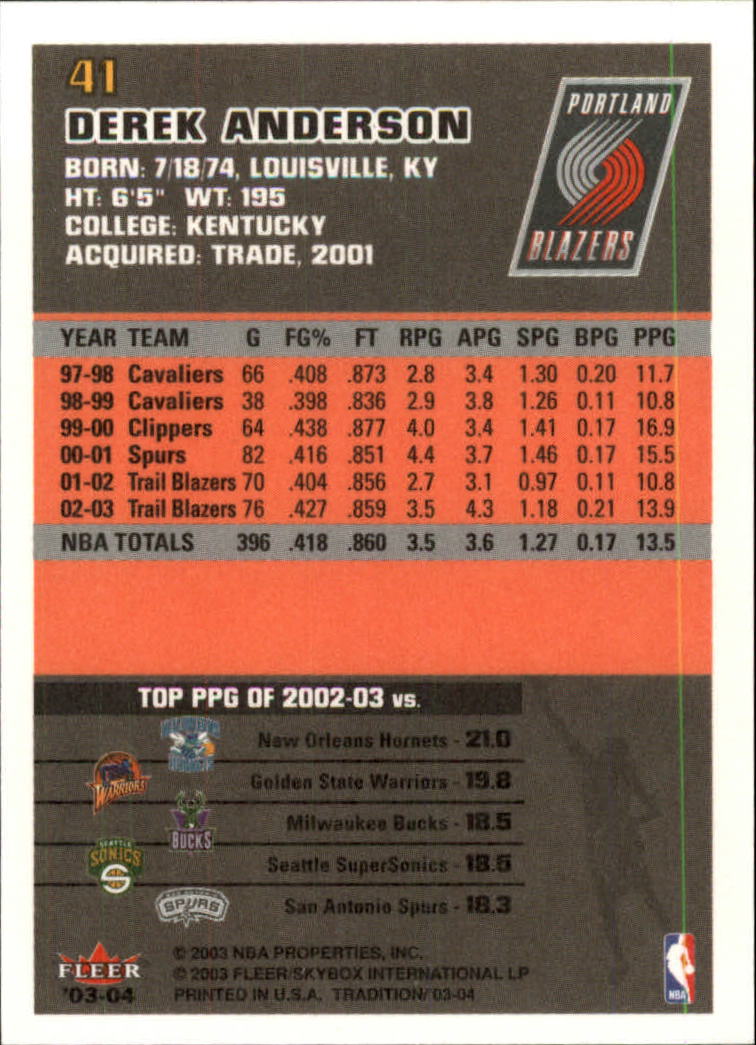 41
DEREK ANDERSON
BORN: 7/18/74, LOUISVILLE, KY
HT: 6'5" WT: 195
COLLEGE: KENTUCKY
ACQUIRED: TRADE, 2001
PORTLAND
BLAZERS
YEAR TEAM G FG% FT RPG APG SPG BPG PPG
97-98 Cavaliers 66 .408 .873 2.8 3.4 1.30 0.20 11.7
98-99 Cavaliers 38 .398 .836 2.9 3.8 1.26 0.11 10.8
99-00 Clippers 64 .438 .877 4.0 3.4 1.41 0.17 16.9
00-01 Spurs 82 .416 .851 4.4 3.7 1.46 0.17 15.5
01-02 Trail Blazers 70 .404 .856 2.7 3.1 0.97 0.11 10.8
02-03 Trail Blazers 76 .427 .859 3.5 4.3 1.18 0.21 13.9
NBA TOTALS 396 .418 .860 3.5 3.6 1.27 0.17 13.5
TOP PPG OF 2002-03 vs.
New Orleans Hornets - 21.0
WARRIORS
Golden State Warriors - 19.8
BUCKS
Milwaukee Bucks - 18.5
SEATTLE
SONICS
Seattle SuperSonics - 18.5
SPURS
San Antonio Spurs - 18.3
FLEER
'03-04
© 2003 NBA PROPERTIES, INC.
© 2003 FLEER/SKYBOX INTERNATIONAL LP
PRINTED IN U.S.A. TRADITION/'03-04
NBA